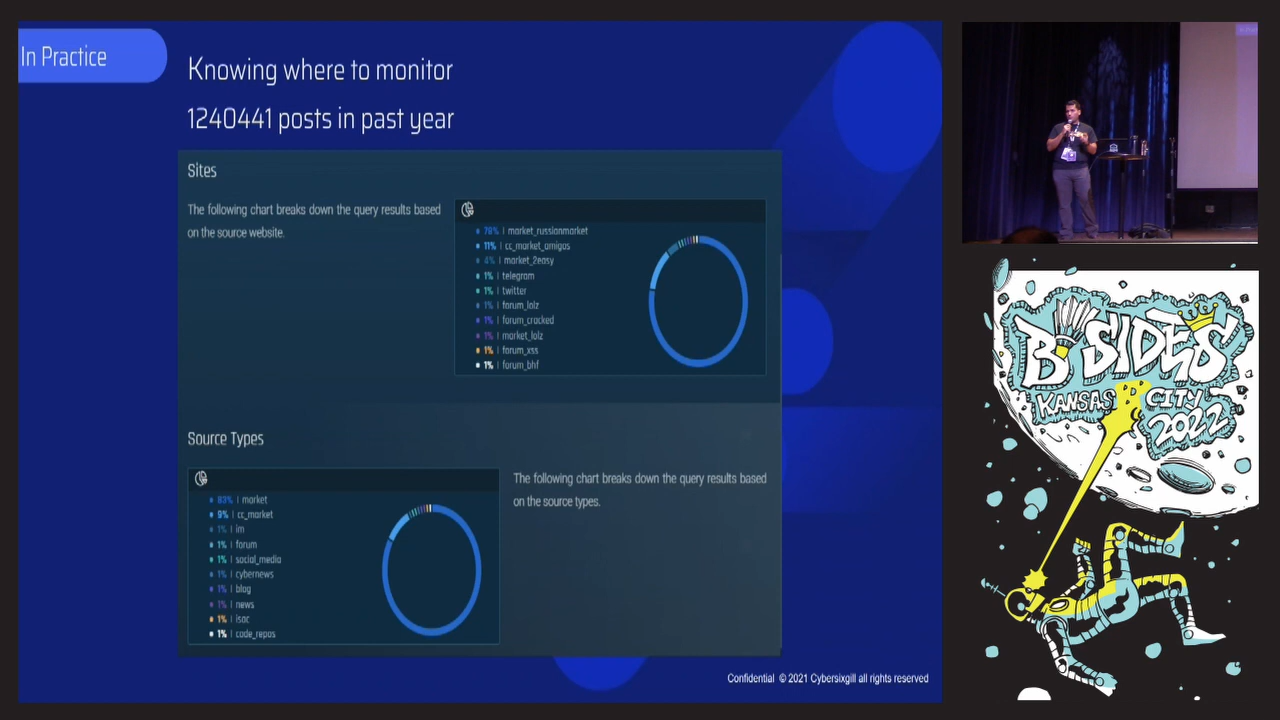 In Practice
Knowing where to monitor
1240441 posts in past year
Sites
The following chart breaks down the query results based
on the source website.
78% | market_russianmarket
11% | cc_market_amigos
4% | market_2easy
1% | telegram
1% | twitter
1% | forum_lolz
1% | forum_cracked
1% | market_lolz
1% | forum_xss
1% | forum_bhf
Source Types
The following chart breaks down the query results based
on the source types.
83% | market
9% | cc_market
1% | im
1% | forum
1% | social_media
1% | cybernews
1% | blog
1% | news
1% | isac
1% | code_repos
Confidential © 2021 Cybersixgill all rights reserved
BSIDES
KANSAS CITY
2022